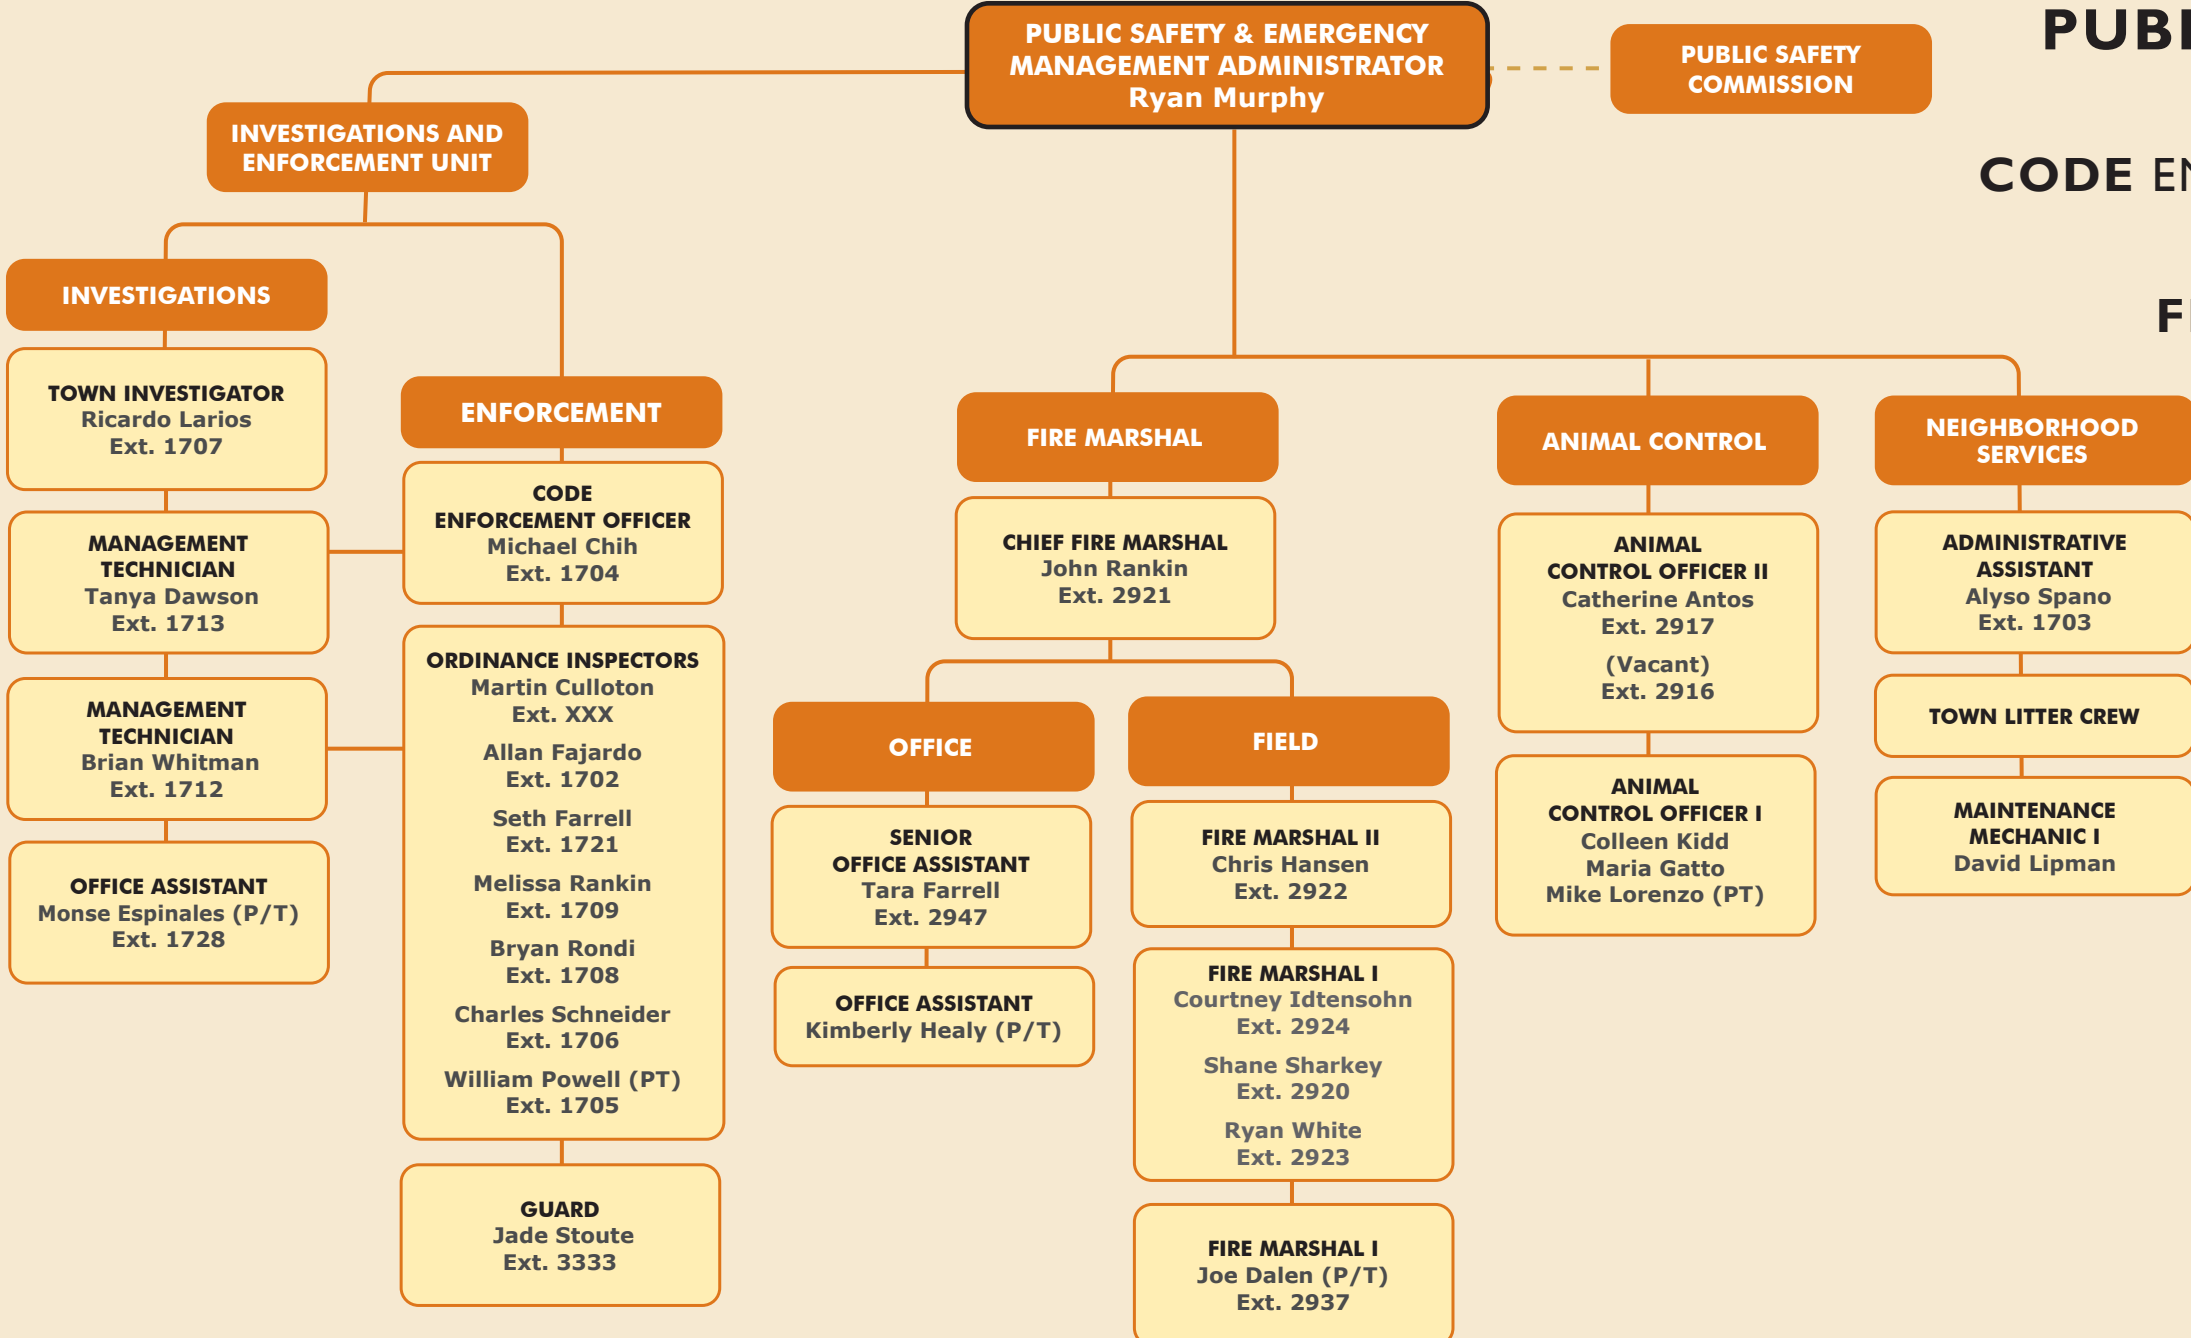 PUBLIC SAFETY & EMERGENCY
MANAGEMENT ADMINISTRATOR
Ryan Murphy
PUBLIC SAFETY
COMMISSION
CODE
INVESTIGATIONS AND
ENFORCEMENT UNIT
INVESTIGATIONS
TOWN INVESTIGATOR
Ricardo Larios
Ext. 1707
MANAGEMENT
TECHNICIAN
Tanya Dawson
Ext. 1713
MANAGEMENT
TECHNICIAN
Brian Whitman
Ext. 1712
OFFICE ASSISTANT
Monse Espinales (P/T)
Ext. 1728
ENFORCEMENT
CODE
ENFORCEMENT OFFICER
Michael Chih
Ext. 1704
ORDINANCE INSPECTORS
Martin Culloton
Ext. XXX
Allan Fajardo
Ext. 1702
Seth Farrell
Ext. 1721
Melissa Rankin
Ext. 1709
Bryan Rondi
Ext. 1708
Charles Schneider
Ext. 1706
William Powell (PT)
Ext. 1705
GUARD
Jade Stoute
Ext. 3333
FIRE MARSHAL
CHIEF FIRE MARSHAL
John Rankin
Ext. 2921
OFFICE
SENIOR
OFFICE ASSISTANT
Tara Farrell
Ext. 2947
OFFICE ASSISTANT
Kimberly Healy (P/T)
FIELD
FIRE MARSHAL II
Chris Hansen
Ext. 2922
FIRE MARSHAL I
Courtney Idtensohn
Ext. 2924
Shane Sharkey
Ext. 2920
Ryan White
Ext. 2923
FIRE MARSHAL I
Joe Dalen (P/T)
Ext. 2937
ANIMAL CONTROL
ANIMAL
CONTROL OFFICER II
Catherine Antos
Ext. 2917
(Vacant)
Ext. 2916
ANIMAL
CONTROL OFFICER I
Colleen Kidd
Maria Gatto
Mike Lorenzo (PT)
NEIGHBORHOOD
SERVICES
ADMINISTRATIVE
ASSISTANT
Alyso Spano
Ext. 1703
TOWN LITTER CREW
MAINTENANCE
MECHANIC I
David Lipman